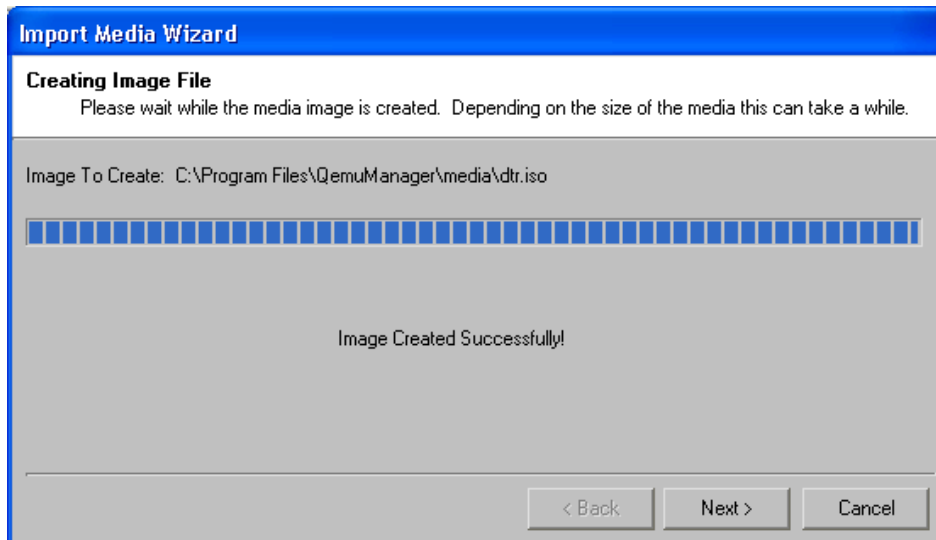 Import Media Wizard
Creating Image File
Please wait while the media image is created. Depending on the size of the media this can take a while.
Image To Create: C:\Program Files\QemuManager\media\dtr.iso
Image Created Successfully!
< Back
Next >
Cancel